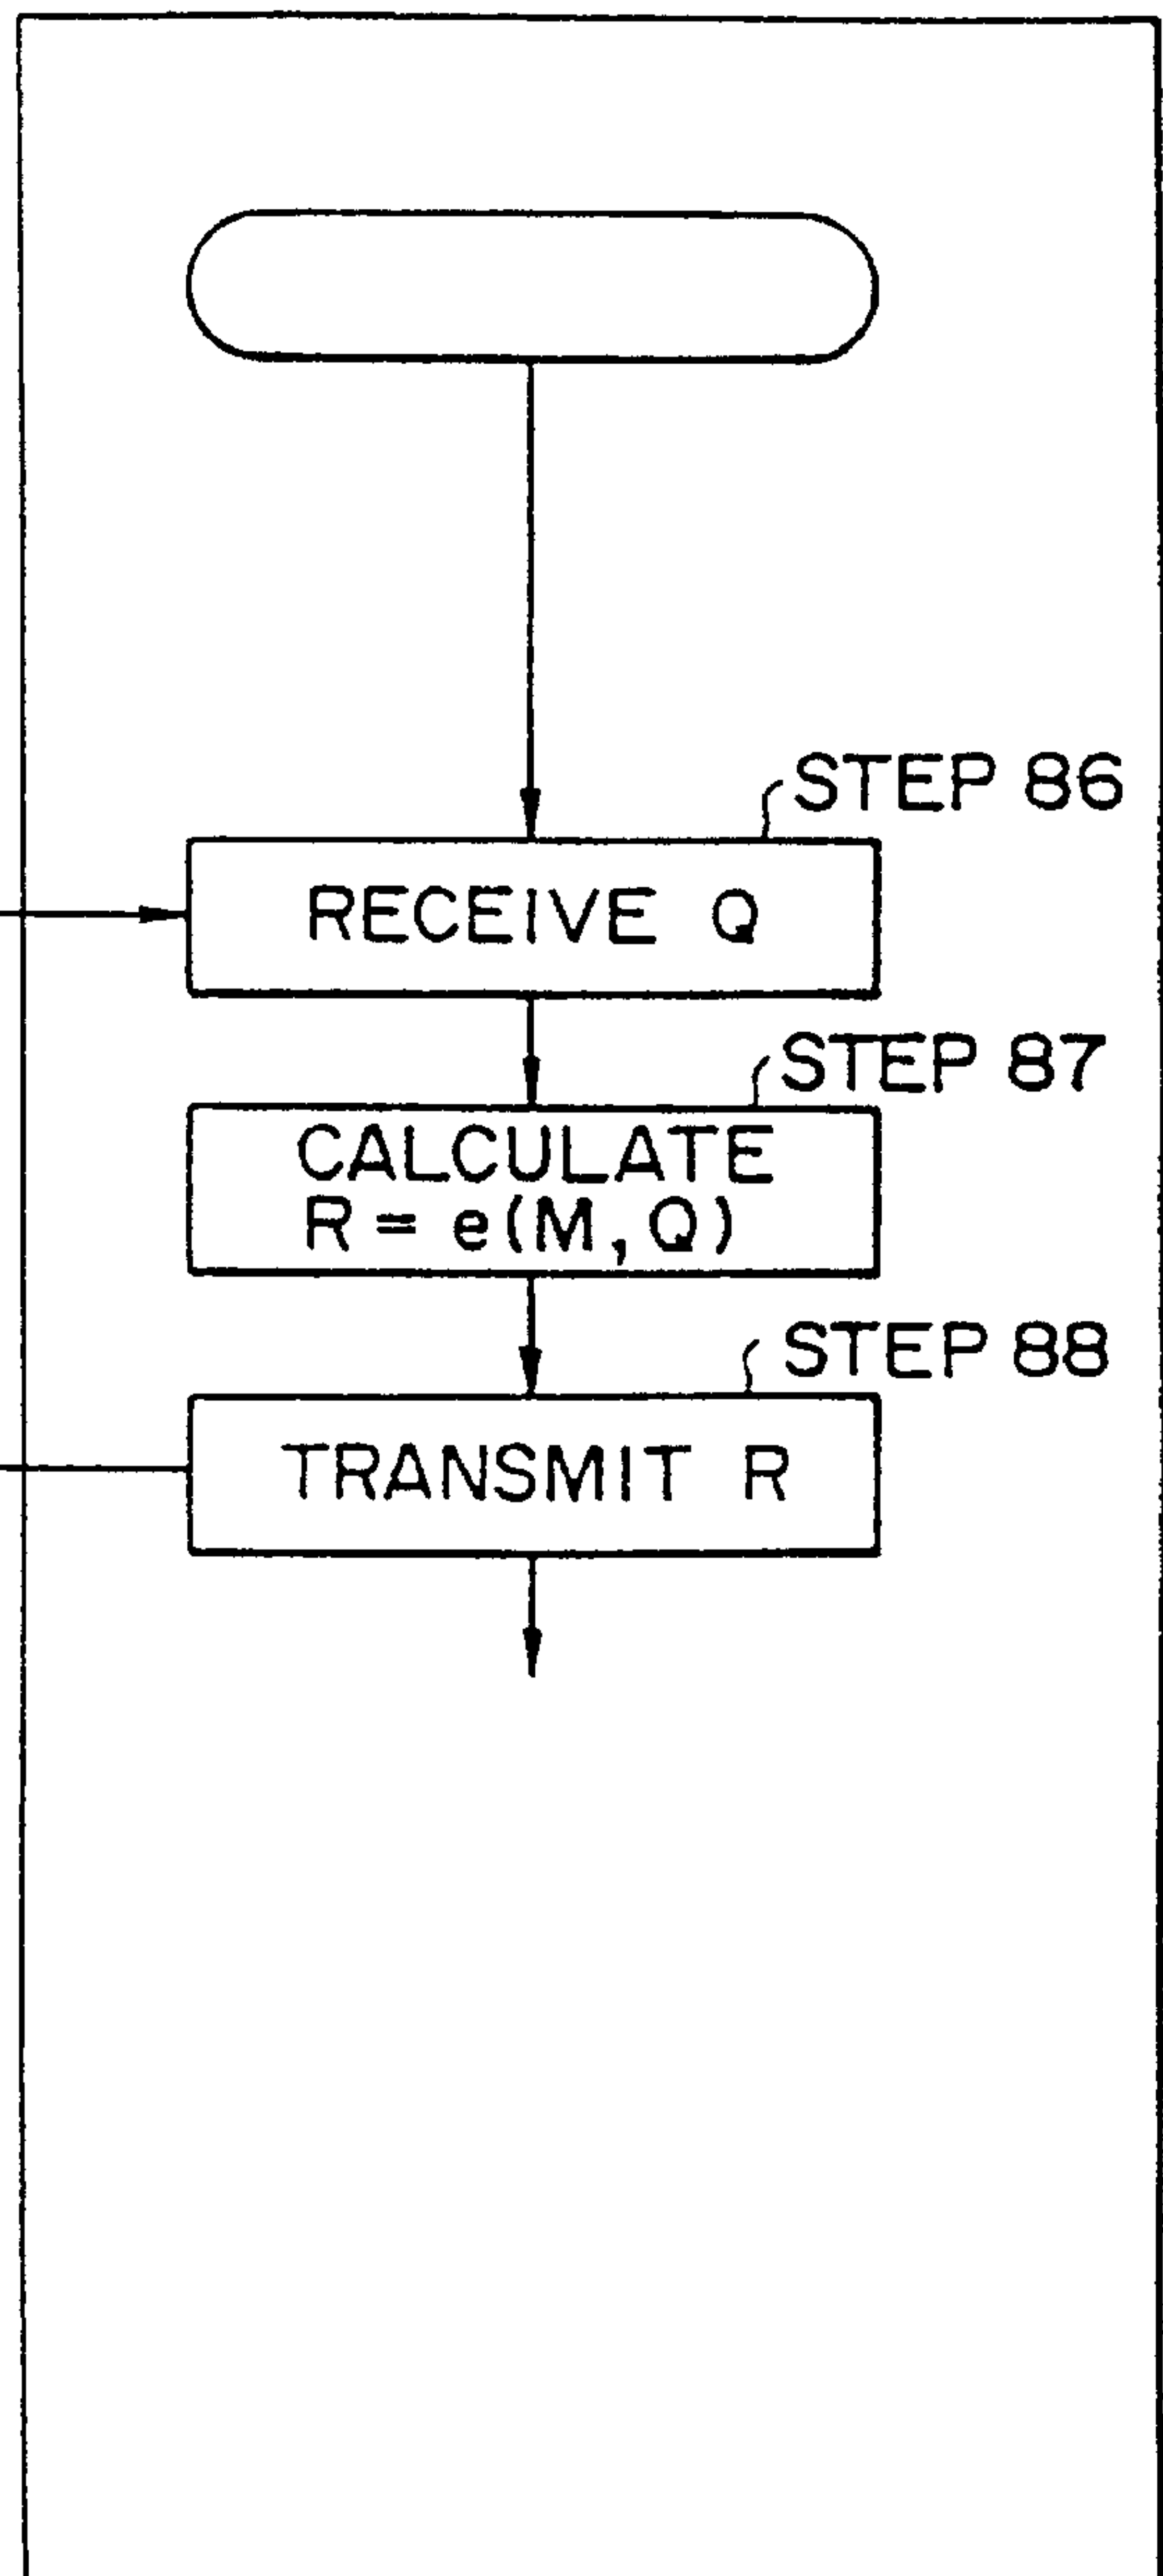 STEP 86
RECEIVE Q
STEP 87
CALCULATE
R = e(M, Q)
STEP 88
TRANSMIT R